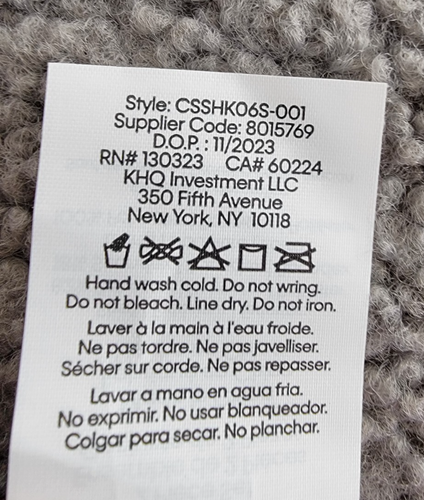 Style: CSSHK06S-001
Supplier Code: 8015769
D.O.P. : 11/2023
RN# 130323 CA# 60224
KHQ Investment LLC
350 Fifth Avenue
New York, NY 10118
Hand wash cold. Do not wring.
Do not bleach. Line dry. Do not iron.
Laver à la main à l'eau froide.
Ne pas tordre. Ne pas javelliser.
Sécher sur corde. Ne pas repasser.
Lavar a mano en agua fria.
No exprimir. No usar blanqueador.
Colgar para secar. No planchar.